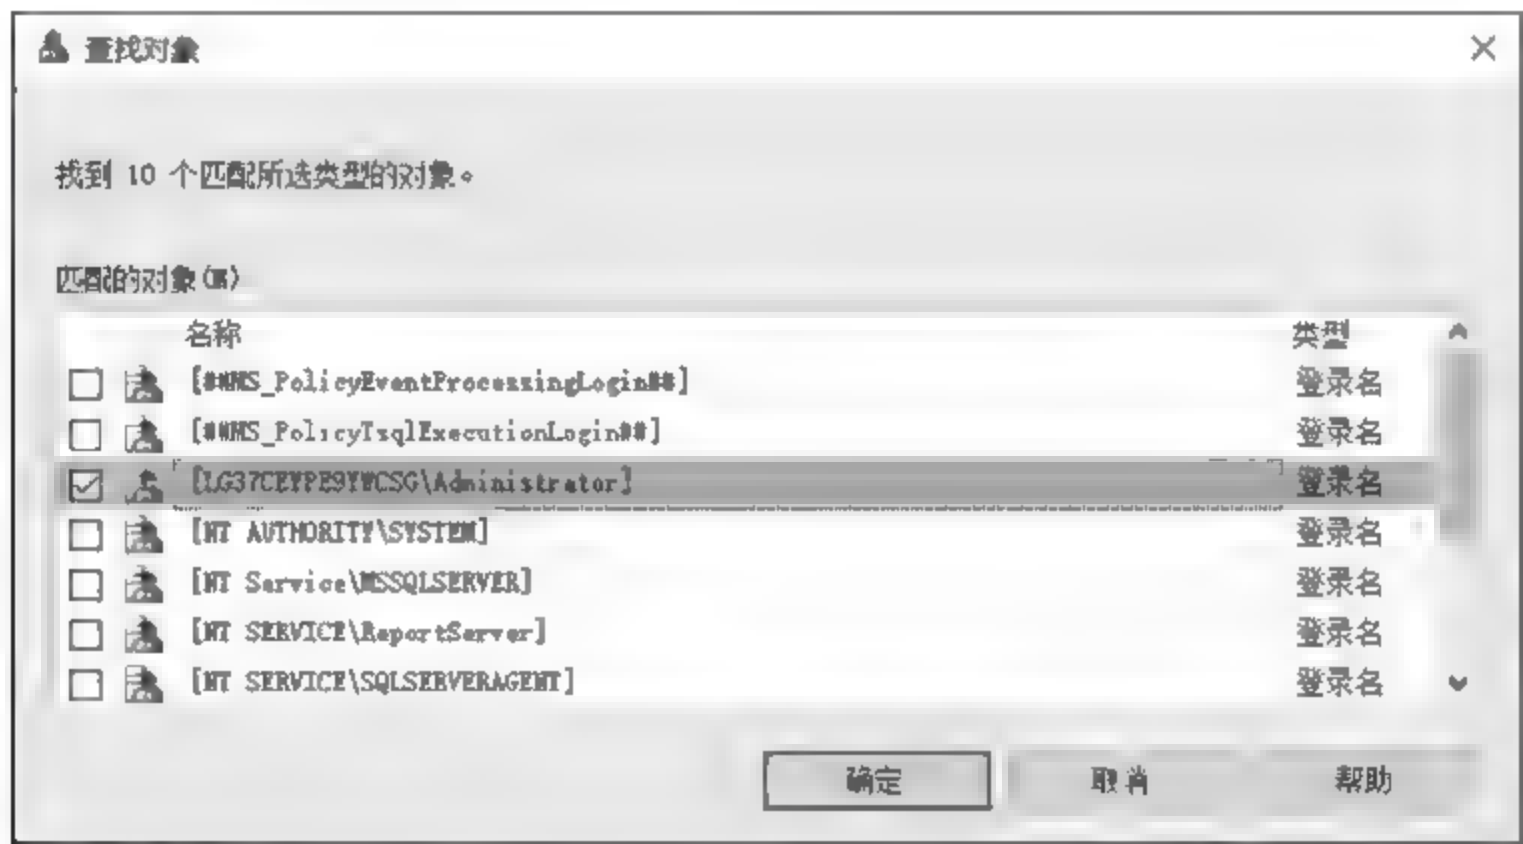 查找对象
找到 10 个匹配所选类型的对象。
匹配的对象(M)
名称 类型
[##MS_PolicyEventProcessingLogin##] 登录名
[##MS_PolicyTsqlExecutionLogin##] 登录名
[LG37CEYPE9YWCSG\Administrator] 登录名
[NT AUTHORITY\SYSTEM] 登录名
[NT Service\MSSQLSERVER] 登录名
[NT SERVICE\ReportServer] 登录名
[NT SERVICE\SQLSERVERAGENT] 登录名
确定 取消 帮助